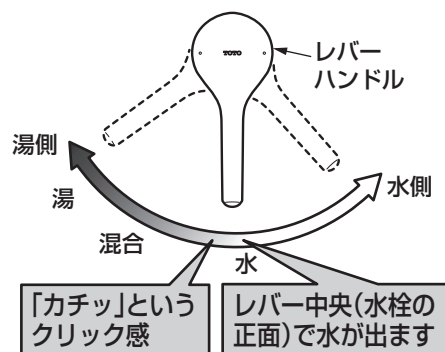 TOTO
レバー
ハンドル
湯側
湯
混合
水
水側
「カチッ」という
クリック感
レバー中央(水栓の
正面)で水が出ます